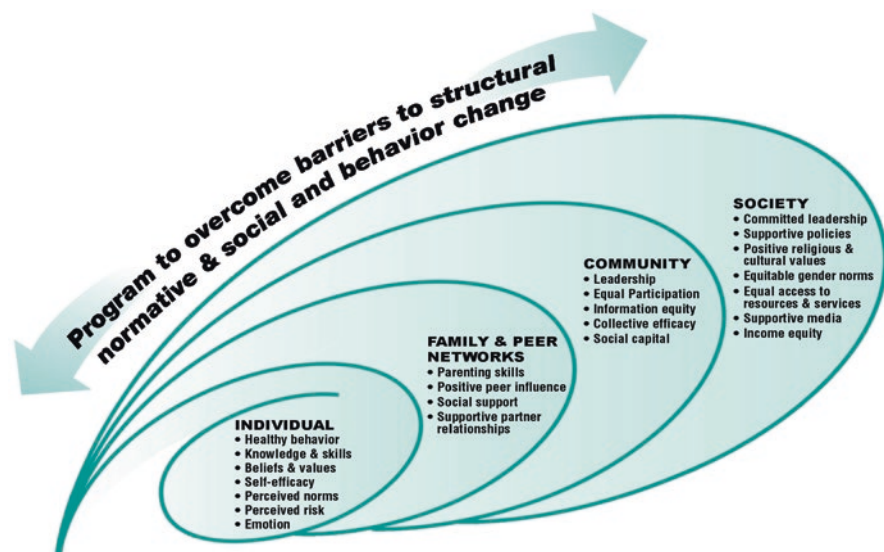 Program to overcome barriers to structural
normative & social and behavior change
SOCIETY
• Committed leadership
• Supportive policies
• Positive religious &
cultural values
• Equitable gender norms
• Equal access to
resources & services
• Supportive media
• Income equity
COMMUNITY
• Leadership
• Equal Participation
• Information equity
• Collective efficacy
• Social capital
FAMILY & PEER
NETWORKS
• Parenting skills
• Positive peer influence
• Social support
• Supportive partner
relationships
INDIVIDUAL
• Healthy behavior
• Knowledge & skills
• Beliefs & values
• Self-efficacy
• Perceived norms
• Perceived risk
• Emotion